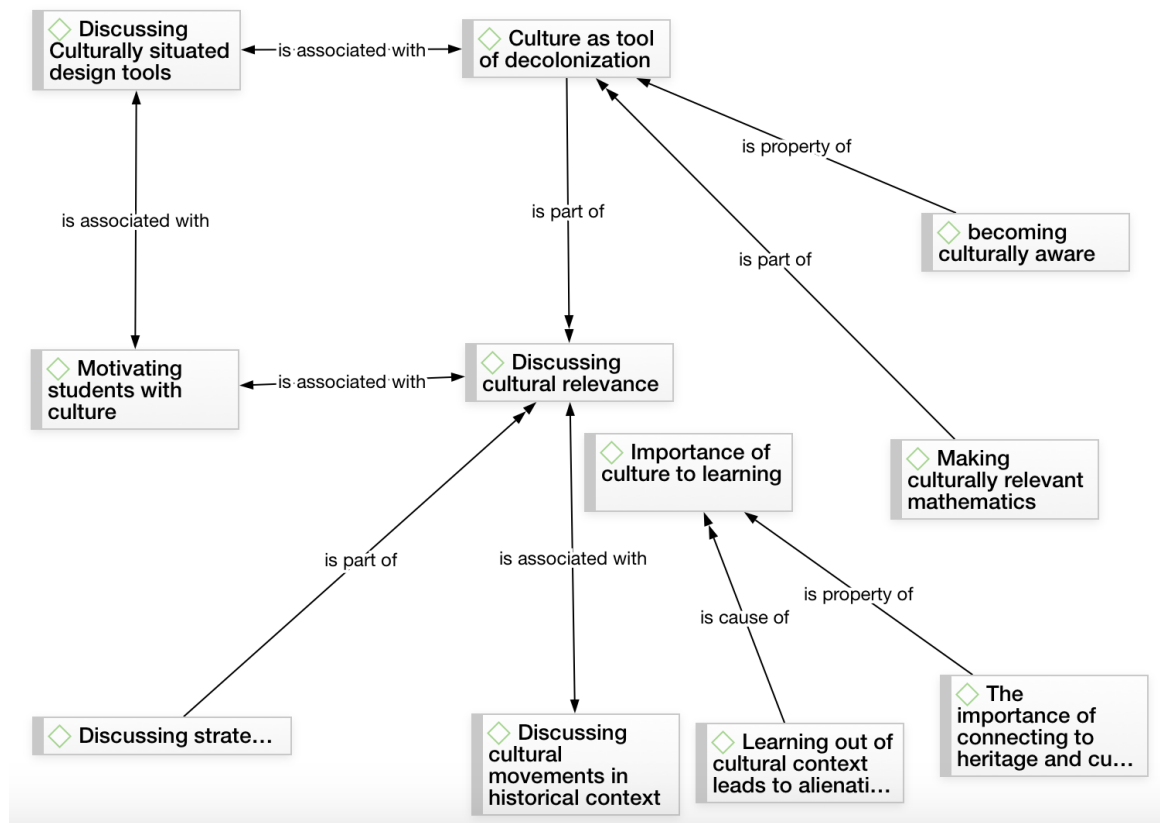 Discussing
Culturally situated
design tools
is associated with
Culture as tool
of decolonization
is property of
is associated with
is part of
is part of
becoming
culturally aware
Motivating
students with
culture
is associated with
Discussing
cultural relevance
Importance of
culture to learning
Making
culturally relevant
mathematics
is part of
is associated with
is cause of
is property of
Discussing strate...
Discussing
cultural
movements in
historical context
Learning out of
cultural context
leads to alienati...
The
importance of
connecting to
heritage and cu...